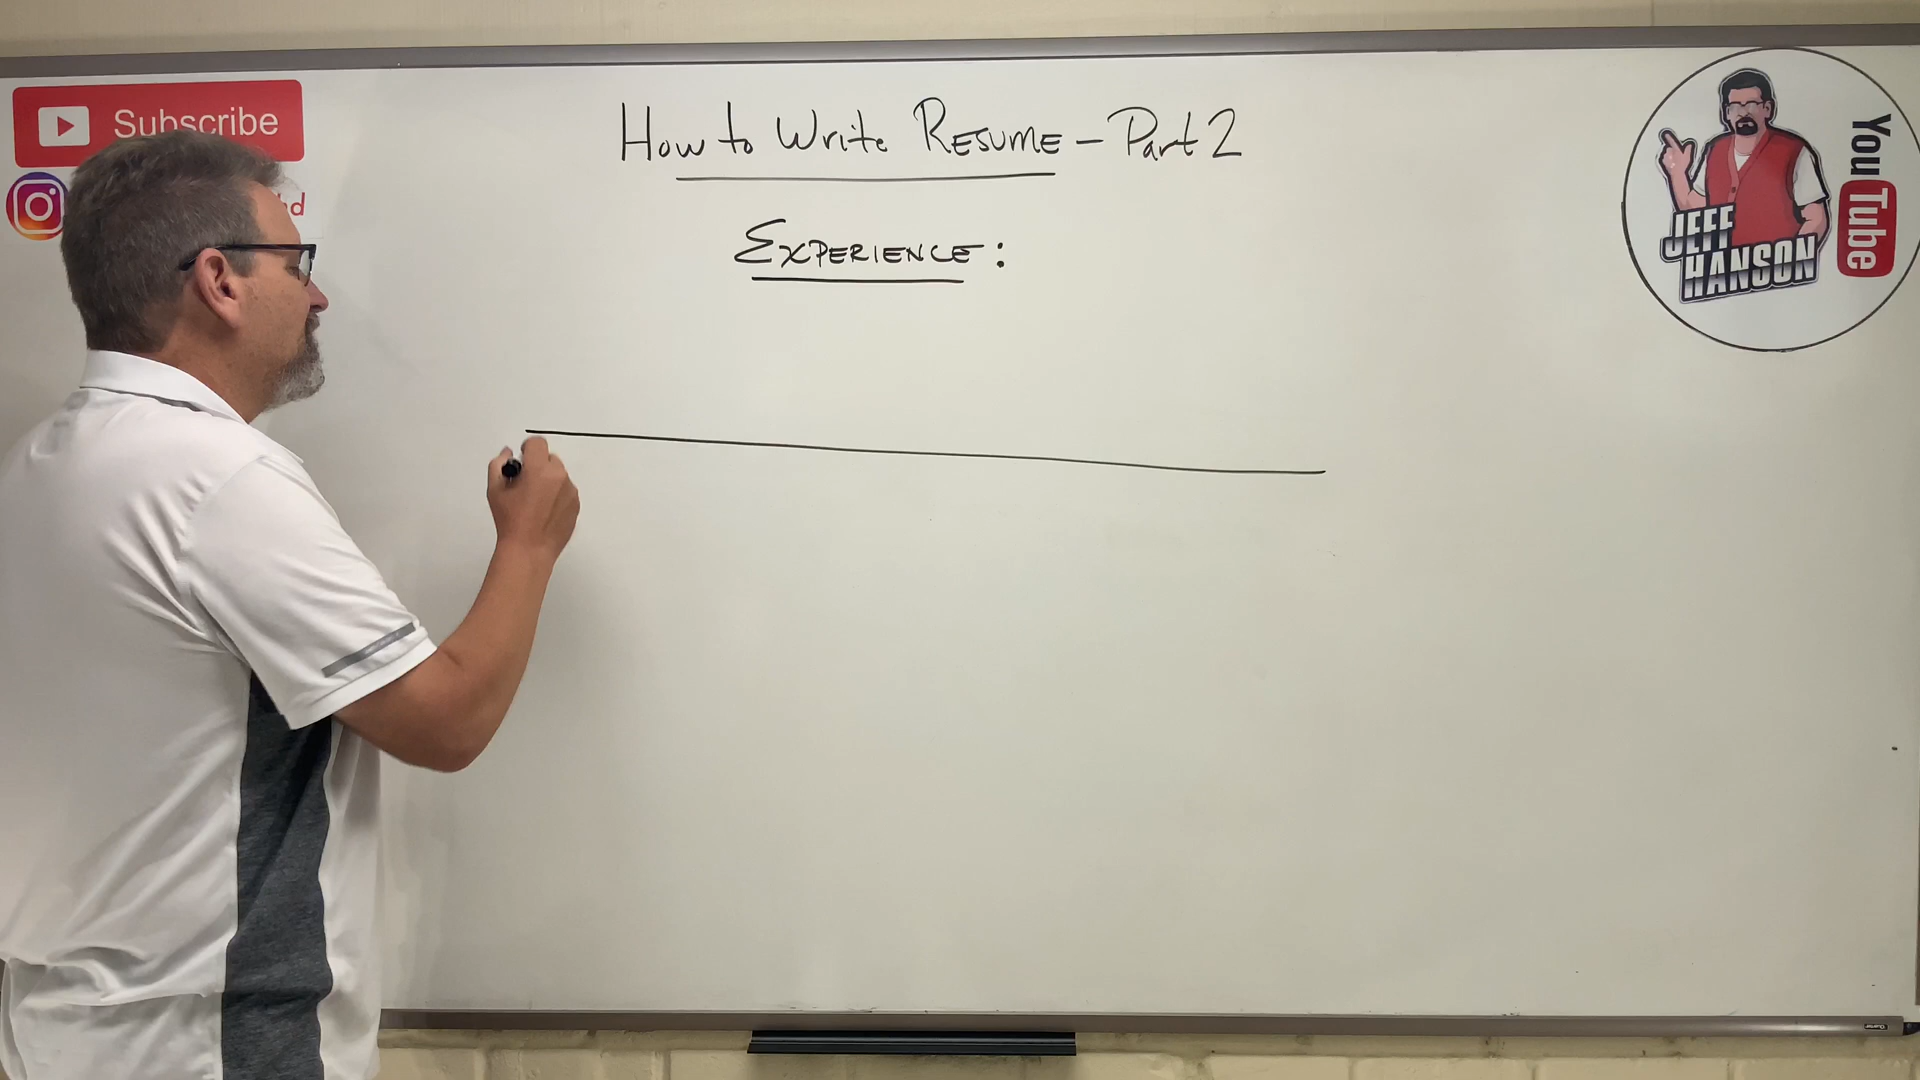 Subscribe
How to Write RESUME - Part 2
EXPERIENCE:
JEFF
HANSON
YouTube